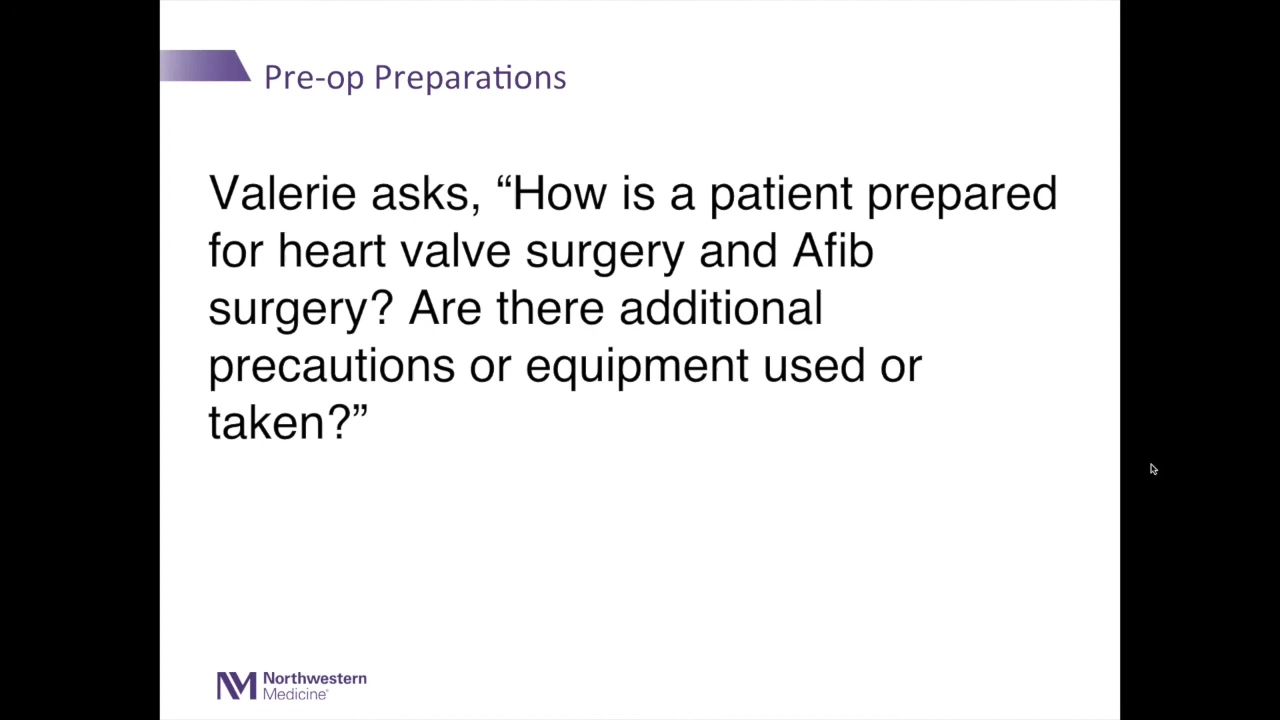 Pre-op Preparations
Valerie asks, “How is a patient prepared
for heart valve surgery and Afib
surgery? Are there additional
precautions or equipment used or
taken?”
NM Northwestern
Medicine®